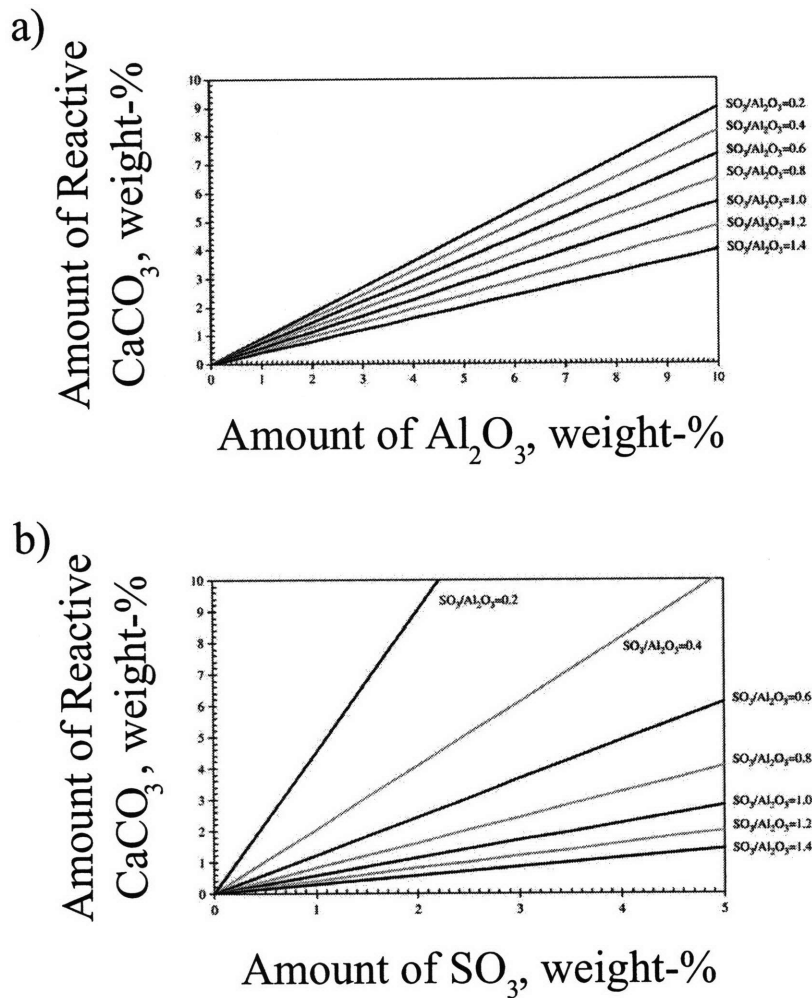 a)
Amount of Reactive
CaCO₃, weight-%
10
9
8
7
6
5
4
3
2
1
0
0 1 2 3 4 5 6 7 8 9 10
SO₃/Al₂O₃=0.2
SO₃/Al₂O₃=0.4
SO₃/Al₂O₃=0.6
SO₃/Al₂O₃=0.8
SO₃/Al₂O₃=1.0
SO₃/Al₂O₃=1.2
SO₃/Al₂O₃=1.4
Amount of Al₂O₃, weight-%
b)
Amount of Reactive
CaCO₃, weight-%
10
9
8
7
6
5
4
3
2
1
0
0 1 2 3 4 5
SO₃/Al₂O₃=0.2
SO₃/Al₂O₃=0.4
SO₃/Al₂O₃=0.6
SO₃/Al₂O₃=0.8
SO₃/Al₂O₃=1.0
SO₃/Al₂O₃=1.2
SO₃/Al₂O₃=1.4
Amount of SO₃, weight-%